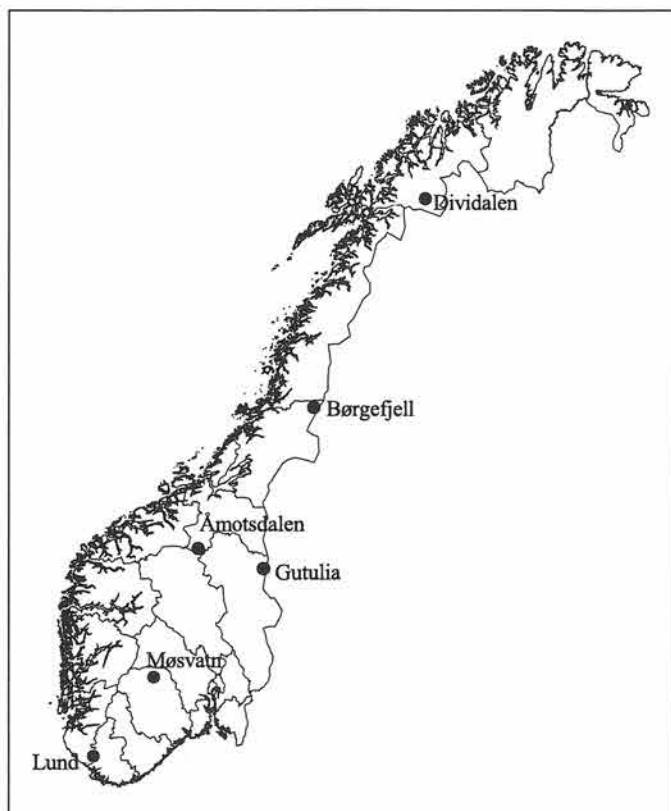 Dividalen
Børgefjell
Åmotsdalen
Gutulia
Møsvatn
Lund